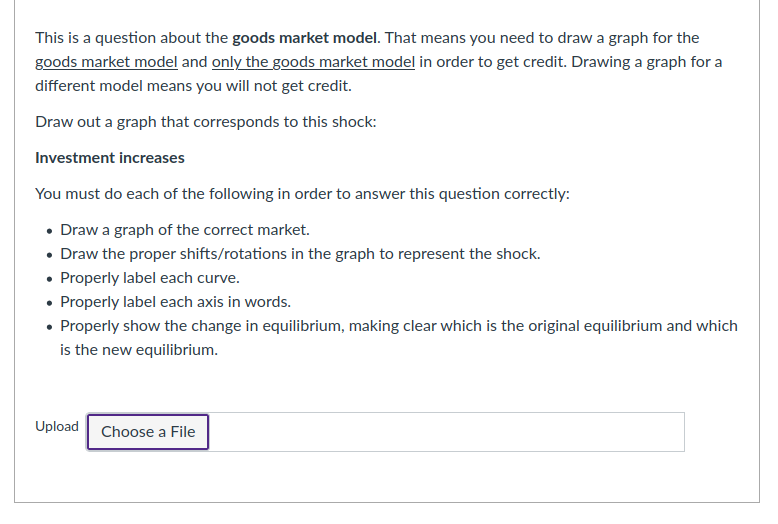 This is a question about the goods market model. That means you need to draw a graph for the
goods market model and only the goods market model in order to get credit. Drawing a graph for a
different model means you will not get credit.
Draw out a graph that corresponds to this shock:
Investment increases
You must do each of the following in order to answer this question correctly:
• Draw a graph of the correct market.
• Draw the proper shifts/rotations in the graph to represent the shock.
• Properly label each curve.
• Properly label each axis in words.
• Properly show the change in equilibrium, making clear which is the original equilibrium and which
is the new equilibrium.
Upload Choose a File